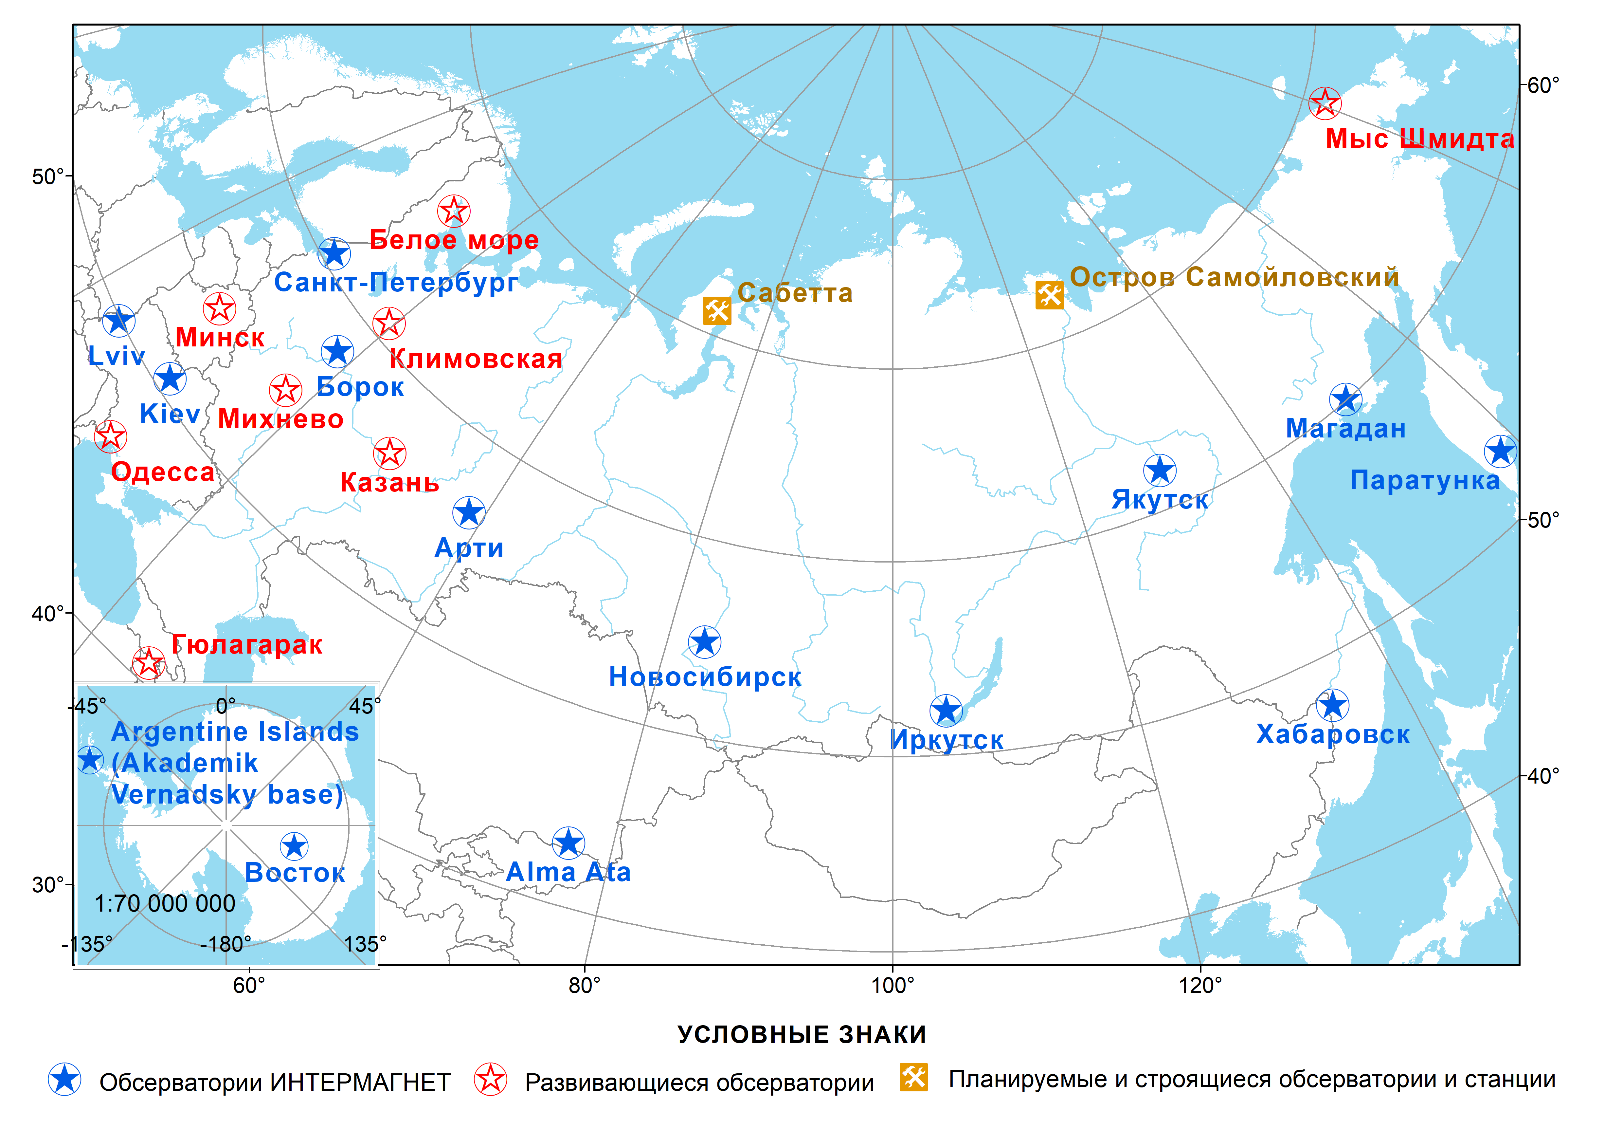 60°
Мыс Шмидта
50°
Белое море
Санкт-Петербург
Остров Самойловский
Сабетта
Минск
Lviv
Климовская
Борок
Kiev
Михнево
Магадан
Одесса
Казань
Паратунка
Якутск
50°
Арти
40°
Гюлагарак
Новосибирск
-45°
0°
45°
Argentine Islands
(Akademik
Vernadsky base)
Иркутск
Хабаровск
40°
Восток
Alma Ata
30°
1:70 000 000
-135°
-180°
135°
60°
80°
100°
120°
УСЛОВНЫЕ ЗНАКИ
Обсерватории ИНТЕРМАГНЕТ
Развивающиеся обсерватории
Планируемые и строящиеся обсерватории и станции